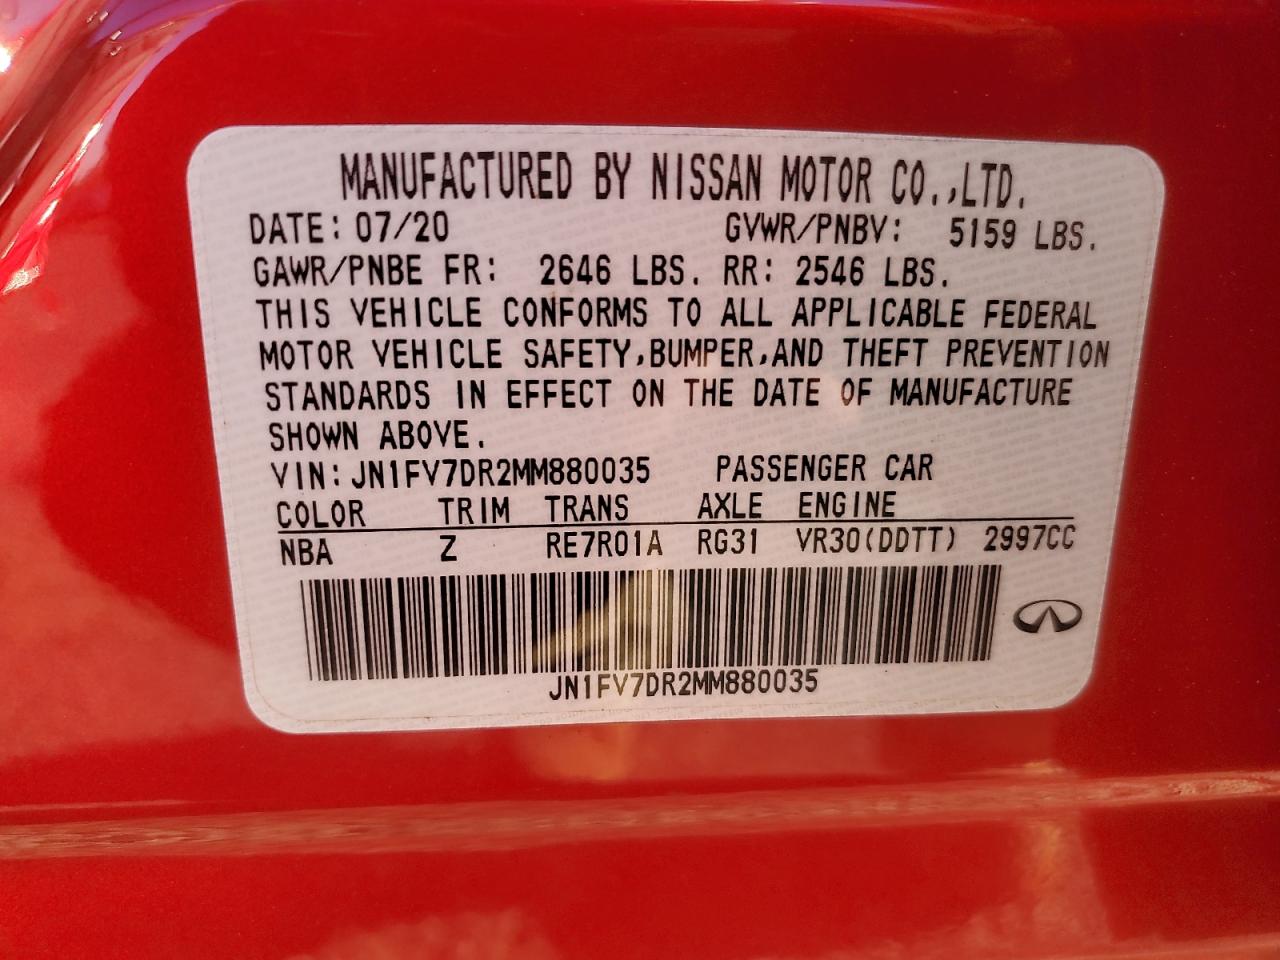 MANUFACTURED BY NISSAN MOTOR CO.,LTD.
DATE: 07/20 GVWR/PNBV: 5159 LBS.
GAWR/PNBE FR: 2646 LBS. RR: 2546 LBS.
THIS VEHICLE CONFORMS TO ALL APPLICABLE FEDERAL
MOTOR VEHICLE SAFETY,BUMPER,AND THEFT PREVENTION
STANDARDS IN EFFECT ON THE DATE OF MANUFACTURE
SHOWN ABOVE.
VIN: JN1FV7DR2MM880035 PASSENGER CAR
COLOR TRIM TRANS AXLE ENGINE
NBA Z RE7R01A RG31 VR30(DDTT) 2997CC
JN1FV7DR2MM880035